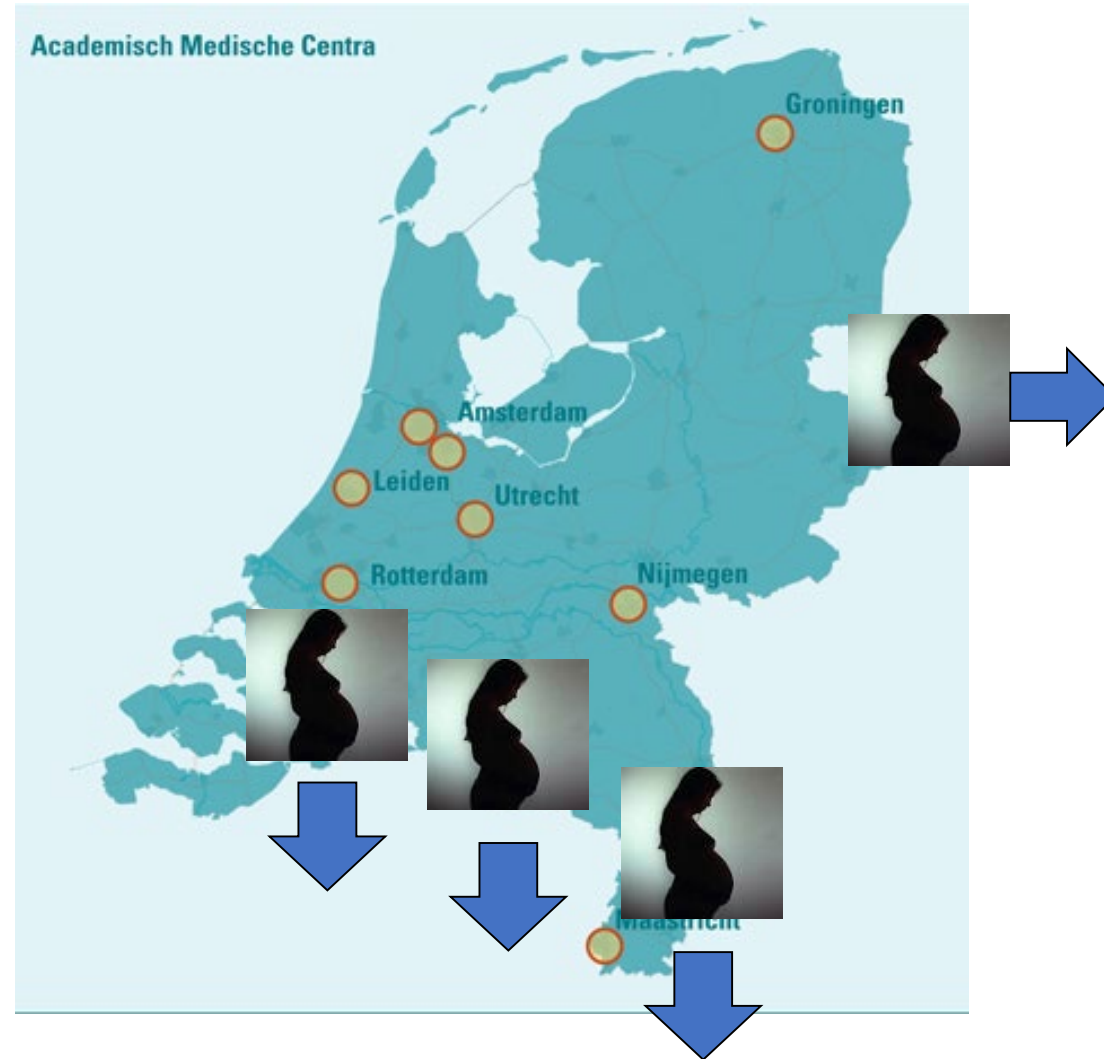 Academisch Medische Centra
Groningen
Amsterdam
Leiden
Utrecht
Rotterdam
Nijmegen
Maastricht